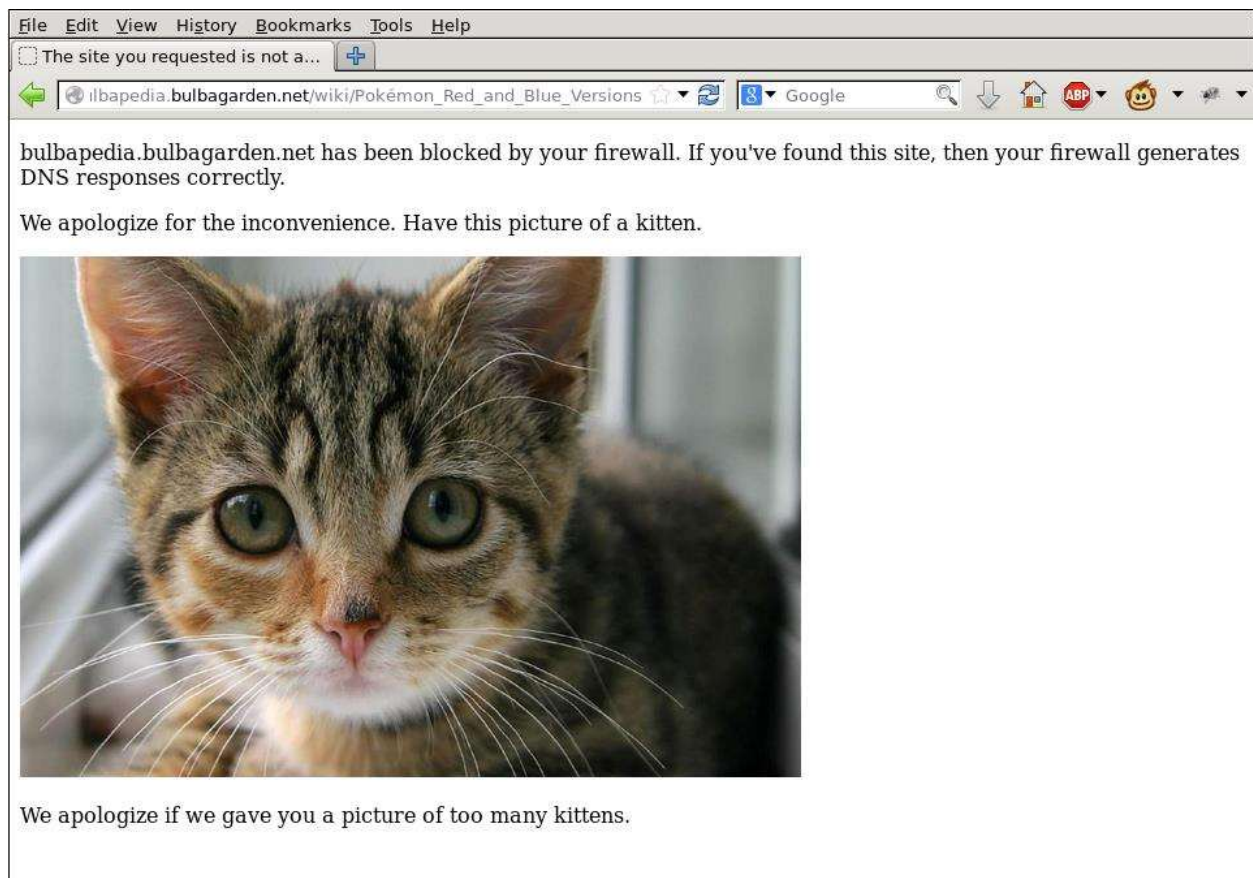 File Edit View History Bookmarks Tools Help
The site you requested is not a...
ilbapedia.bulbagarden.net/wiki/Pokémon_Red_and_Blue_Versions 8 Google ABP
bulbapedia.bulbagarden.net has been blocked by your firewall. If you've found this site, then your firewall generates
DNS responses correctly.
We apologize for the inconvenience. Have this picture of a kitten.
We apologize if we gave you a picture of too many kittens.